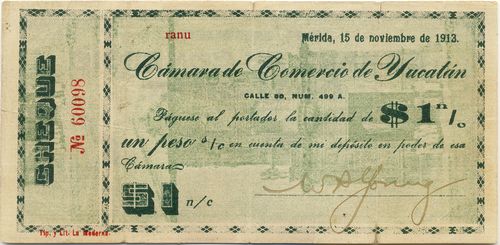 CHEQUE
№ 60098
ranu
Mérida, 15 de noviembre de 1913.
Cámara de Comercio de Yucatán
CALLE 60, NUM. 499 A.
Páguese al portador la cantidad de $ 1 n/c
un peso o/c en cuenta de mi depósito en poder de esa
Cámara
$1 n/c
Tip. y Lit. La Moderna